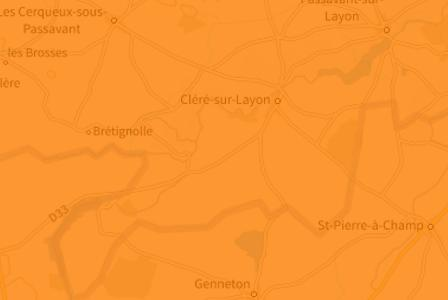 Les Cerqueux-sous-
Passavant
Passavant-sur-
Layon
les Brosses
lère
Cléré-sur-Layon
Brétignolle
D33
St-Pierre-à-Champ
Genneton